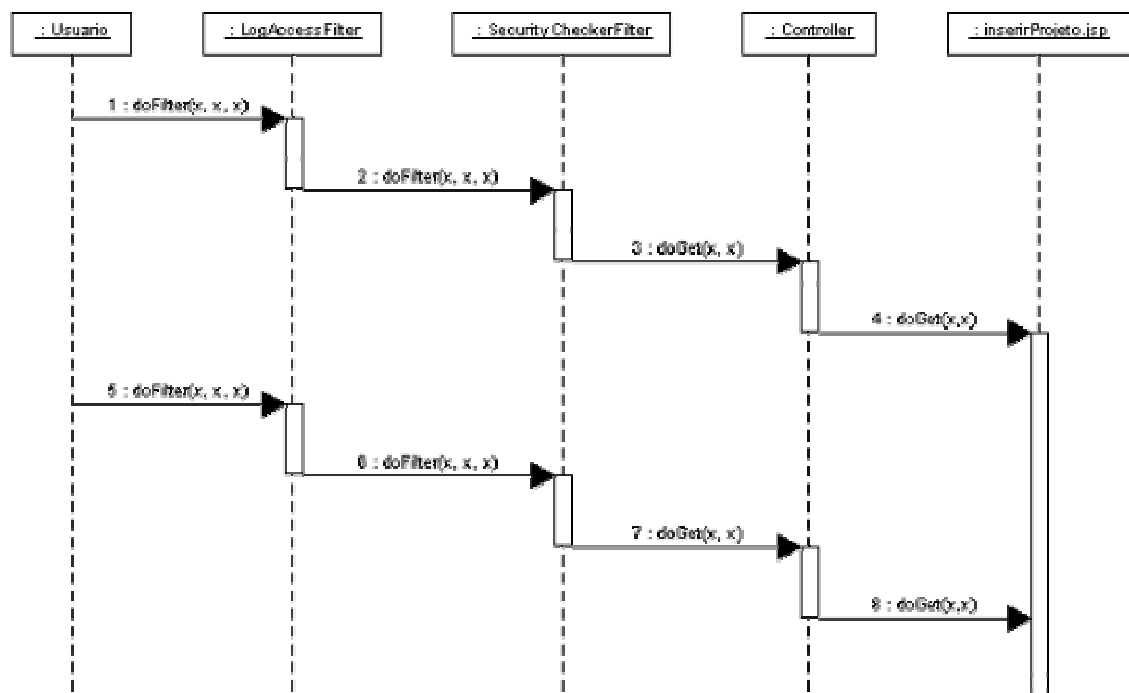 : Usuario
: LogAccessFilter
: SecurityCheckerFilter
: Controller
: inserirProjeto.jsp
1 : doFilter(x, x, x)
2 : doFilter(x, x, x)
3 : doGet(x, x)
4 : doGet(x,x)
5 : doFilter(x, x, x)
6 : doFilter(x, x, x)
7 : doGet(x, x)
8 : doGet(x,x)